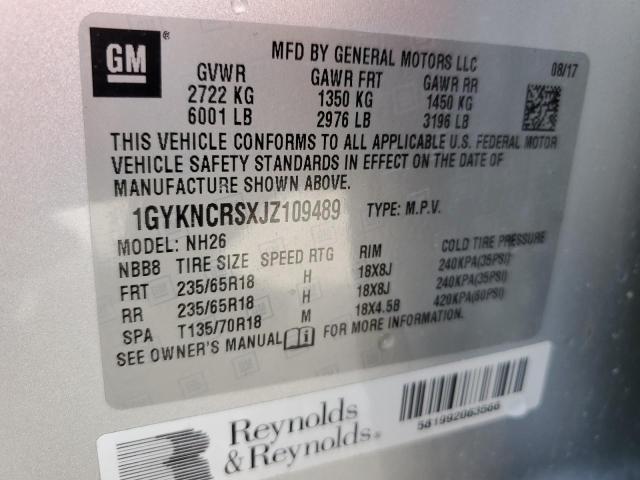 GM®
MFD BY GENERAL MOTORS LLC
08/17
GVWR GAWR FRT GAWR RR
2722 KG 1350 KG 1450 KG
6001 LB 2976 LB 3196 LB
THIS VEHICLE CONFORMS TO ALL APPLICABLE U.S. FEDERAL MOTOR
VEHICLE SAFETY STANDARDS IN EFFECT ON THE DATE OF
MANUFACTURE SHOWN ABOVE.
1GYKNCRSXJZ109489 TYPE: M.P.V.
MODEL: NH26
NBB8 TIRE SIZE SPEED RTG RIM COLD TIRE PRESSURE
FRT 235/65R18 H 18X8J 240KPA(35PSI)
RR 235/65R18 H 18X8J 240KPA(35PSI)
SPA T135/70R18 M 18X4.5B 420KPA(60PSI)
SEE OWNER'S MANUAL FOR MORE INFORMATION.
Reynolds
& Reynolds®
581992063566